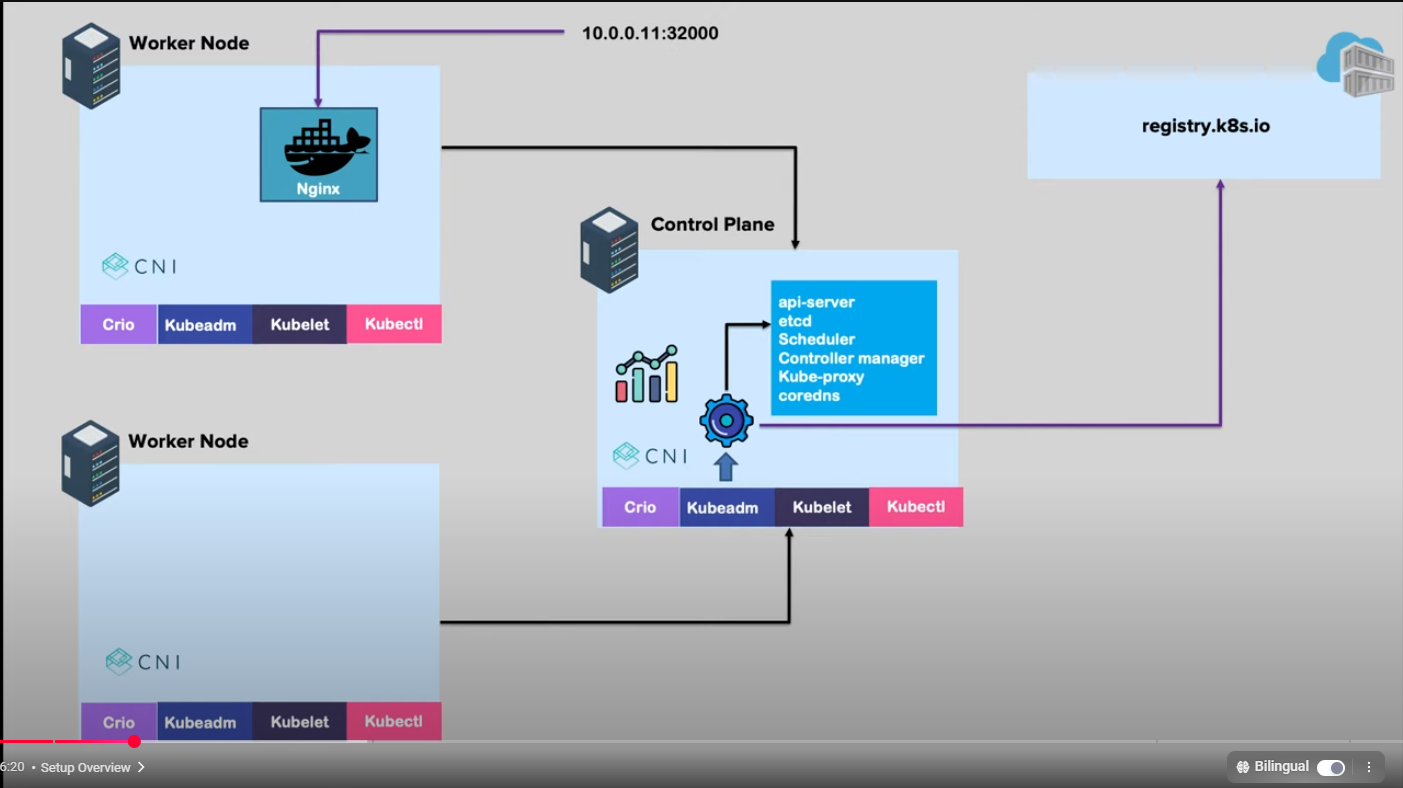 Worker Node
10.0.0.11:32000
registry.k8s.io
Nginx
CNI
Crio Kubeadm Kubelet Kubectl
Control Plane
api-server
etcd
Scheduler
Controller manager
Kube-proxy
coredns
CNI
Crio Kubeadm Kubelet Kubectl
Worker Node
CNI
Crio Kubeadm Kubelet Kubectl
6:20 • Setup Overview
Bilingual